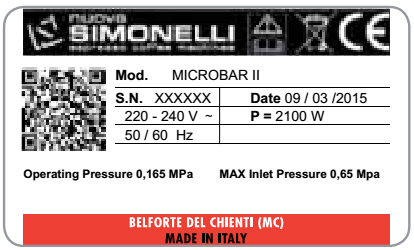 nuova
SIMONELLI
espresso coffee machines
CE
Mod. MICROBAR II
S.N. XXXXXX Date 09 / 03 /2015
220 - 240 V ~ P = 2100 W
50 / 60 Hz
Operating Pressure 0,165 MPa MAX Inlet Pressure 0,65 Mpa
BELFORTE DEL CHIENTI (MC)
MADE IN ITALY